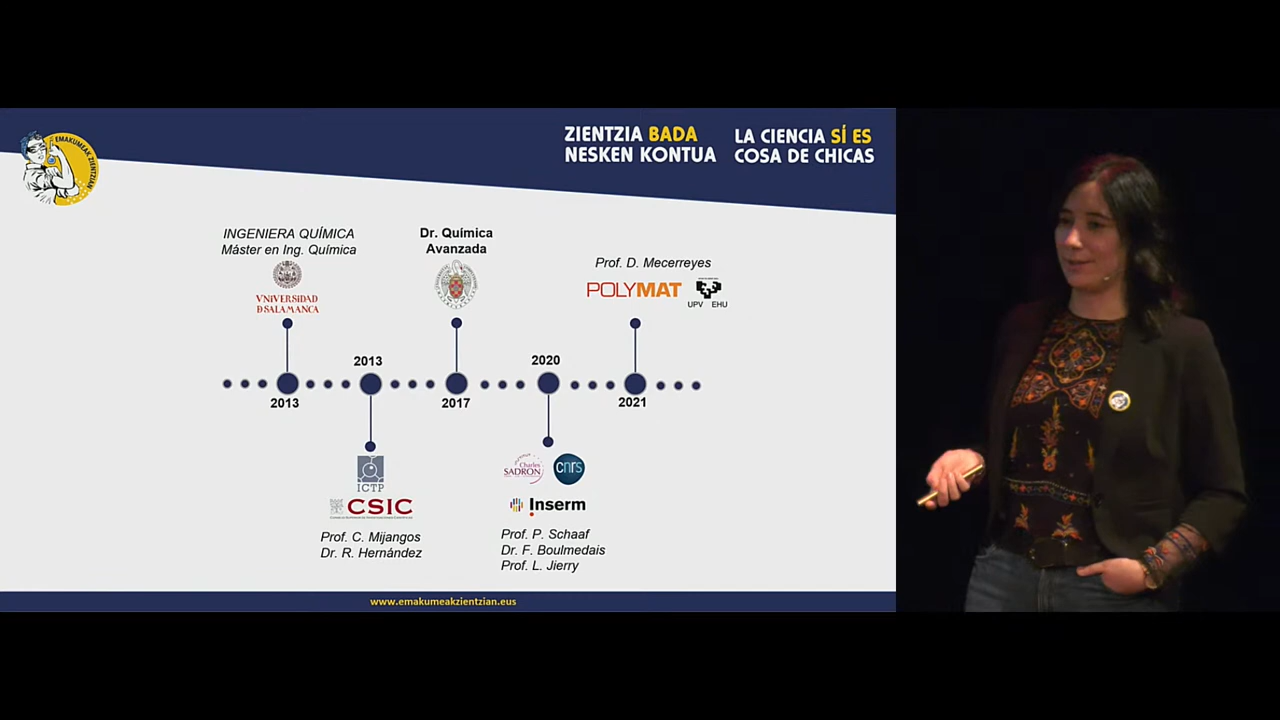 EMAKUMEAK ZIENTZIAN
ZIENTZIA BADA
NESKEN KONTUA
LA CIENCIA SÍ ES
COSA DE CHICAS
INGENIERA QUÍMICA
Máster en Ing. Química
VNIVERSIDAD
D SALAMANCA
Dr. Química
Avanzada
Prof. D. Mecerreyes
POLYMAT
UPV EHU
2013
2013
2017
2020
2021
ICTP
CSIC
Prof. C. Mijangos
Dr. R. Hernández
Charles
SADRON
cnrs
Inserm
Prof. P. Schaaf
Dr. F. Boulmedais
Prof. L. Jierry
www.emakumeakzientzian.eus